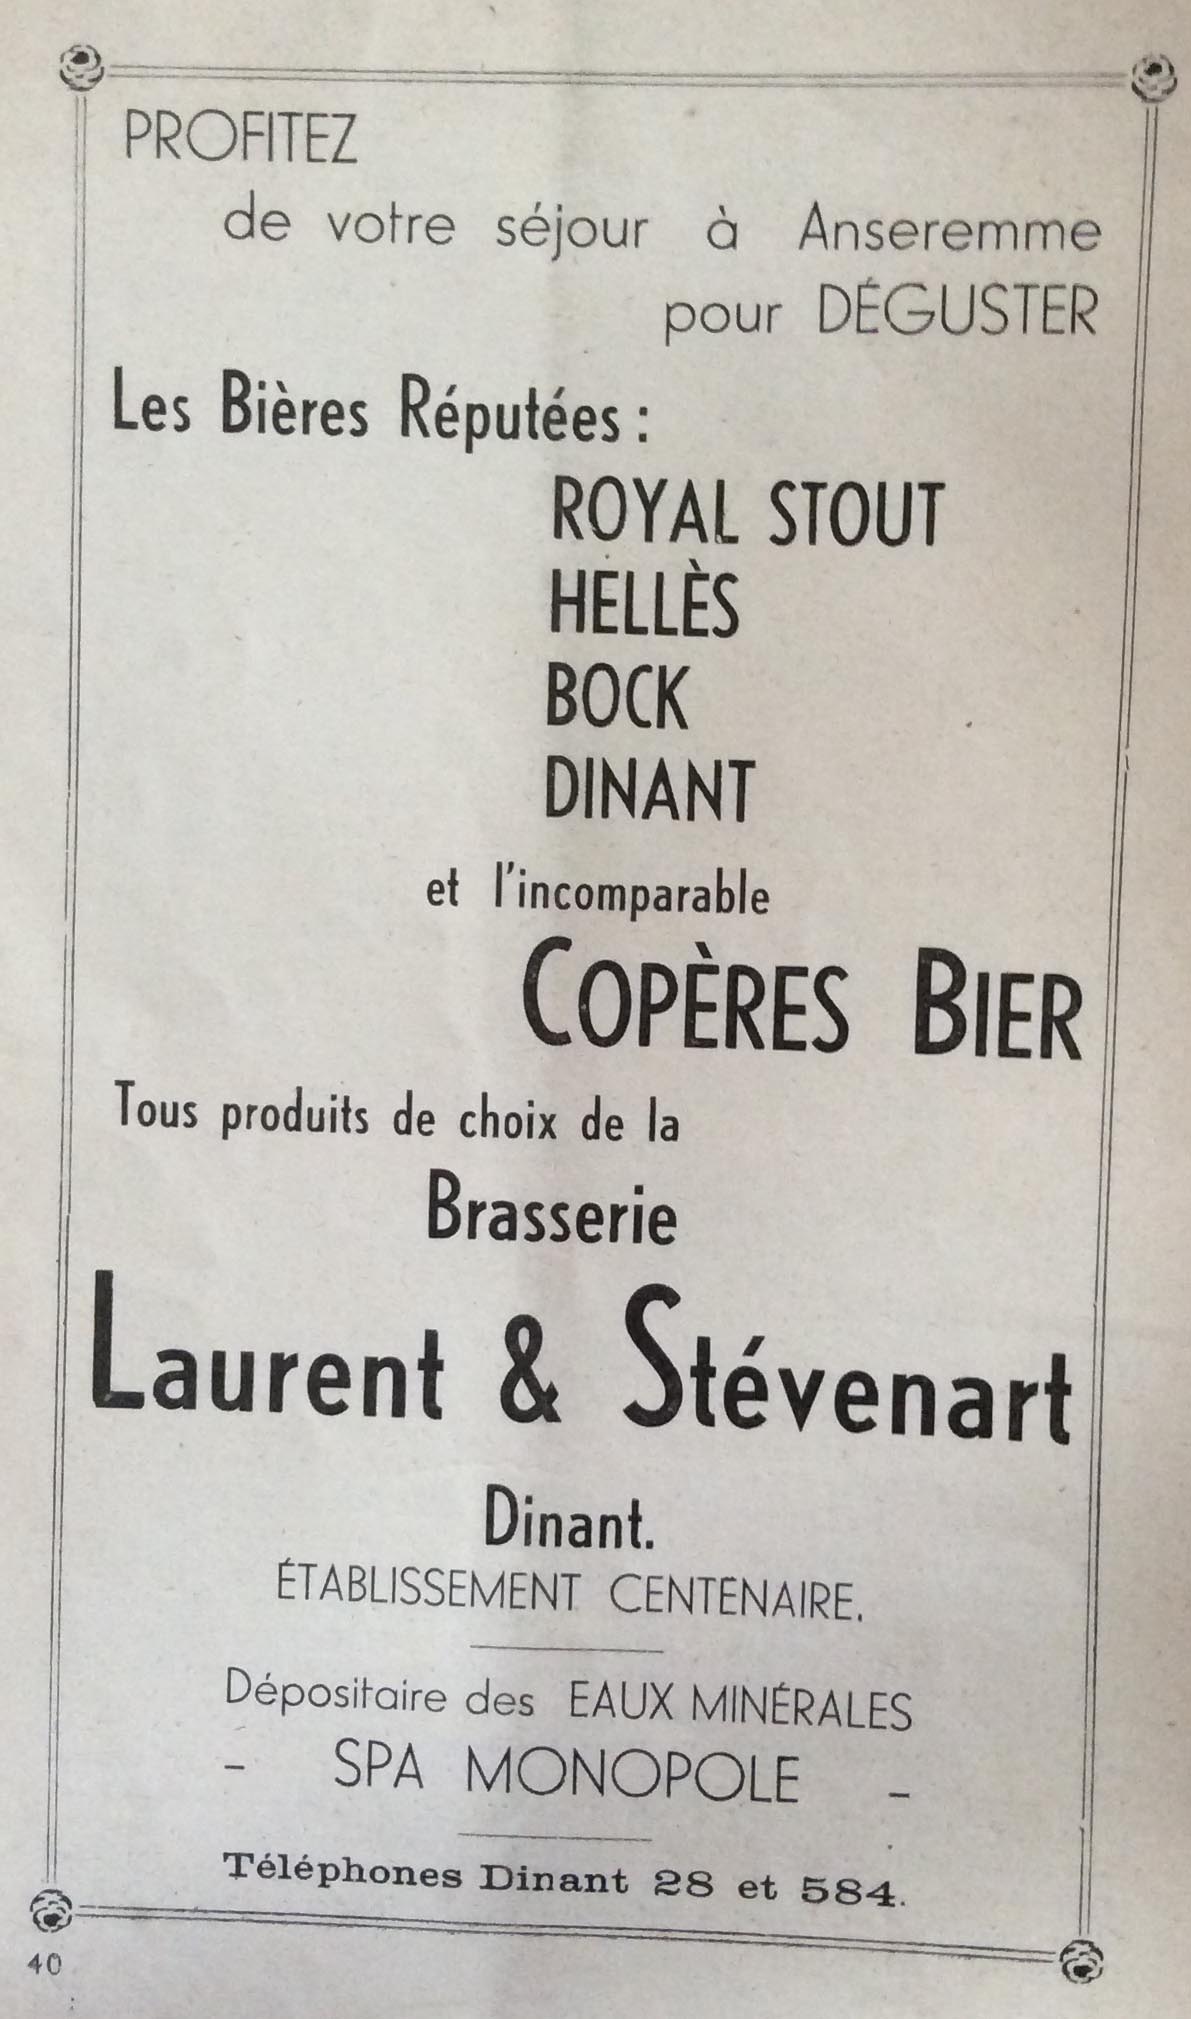 PROFITEZ
de votre séjour à Anseremme
pour DÉGUSTER
Les Bières Réputées :
ROYAL STOUT
HELLÈS
BOCK
DINANT
et l'incomparable
COPÈRES BIER
Tous produits de choix de la
Brasserie
Laurent & Stévenart
Dinant.
ÉTABLISSEMENT CENTENAIRE.
Dépositaire des EAUX MINÉRALES
- SPA MONOPOLE -
Téléphones Dinant 28 et 584.
40